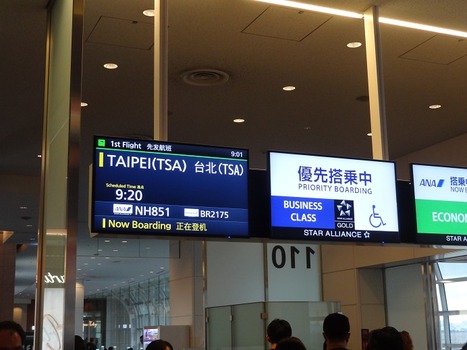 1st Flight 先发航班
9:01
TAIPEI(TSA) 台北(TSA)
Scheduled Time
9:20
ANA NH851 BR2175
Now Boarding 正在登机
優先搭乗中
PRIORITY BOARDING
BUSINESS
CLASS
GOLD
STAR ALLIANCE
ANA 搭乗
NOW B
ECONO
STAR A
110